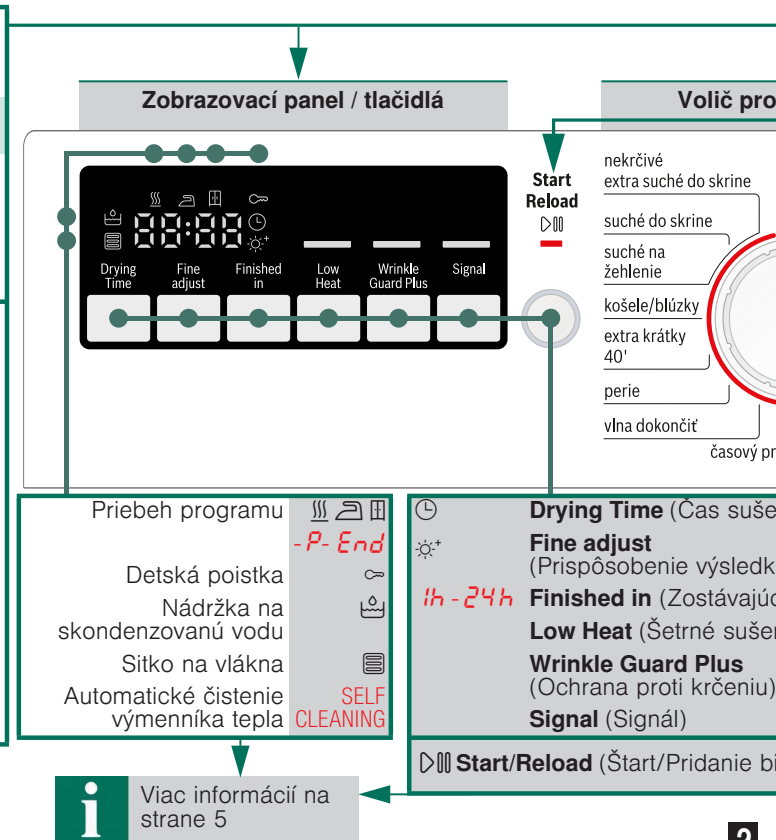 Zobrazovací panel / tlačidlá
Volič pro
88:88
Drying
Time
Fine
adjust
Finished
in
Low
Heat
Wrinkle
Guard Plus
Signal
Start
Reload
nekrčivé
extra suché do skrine
suché do skrine
suché na
žehlenie
košele/blúzky
extra krátky
40'
perie
vlna dokončiť
časový pr
Priebeh programu
-P- End
Detská poistka
Nádržka na
skondenzovanú vodu
Sitko na vlákna
Automatické čistenie SELF
výmenníka tepla CLEANING
Drying Time (Čas suše
Fine adjust
(Prispôsobenie výsledk
1h - 24h Finished in (Zostávajúc
Low Heat (Šetrné sušen
Wrinkle Guard Plus
(Ochrana proti krčeniu)
Signal (Signál)
Start/Reload (Štart/Pridanie bi
i
Viac informácií na
strane 5